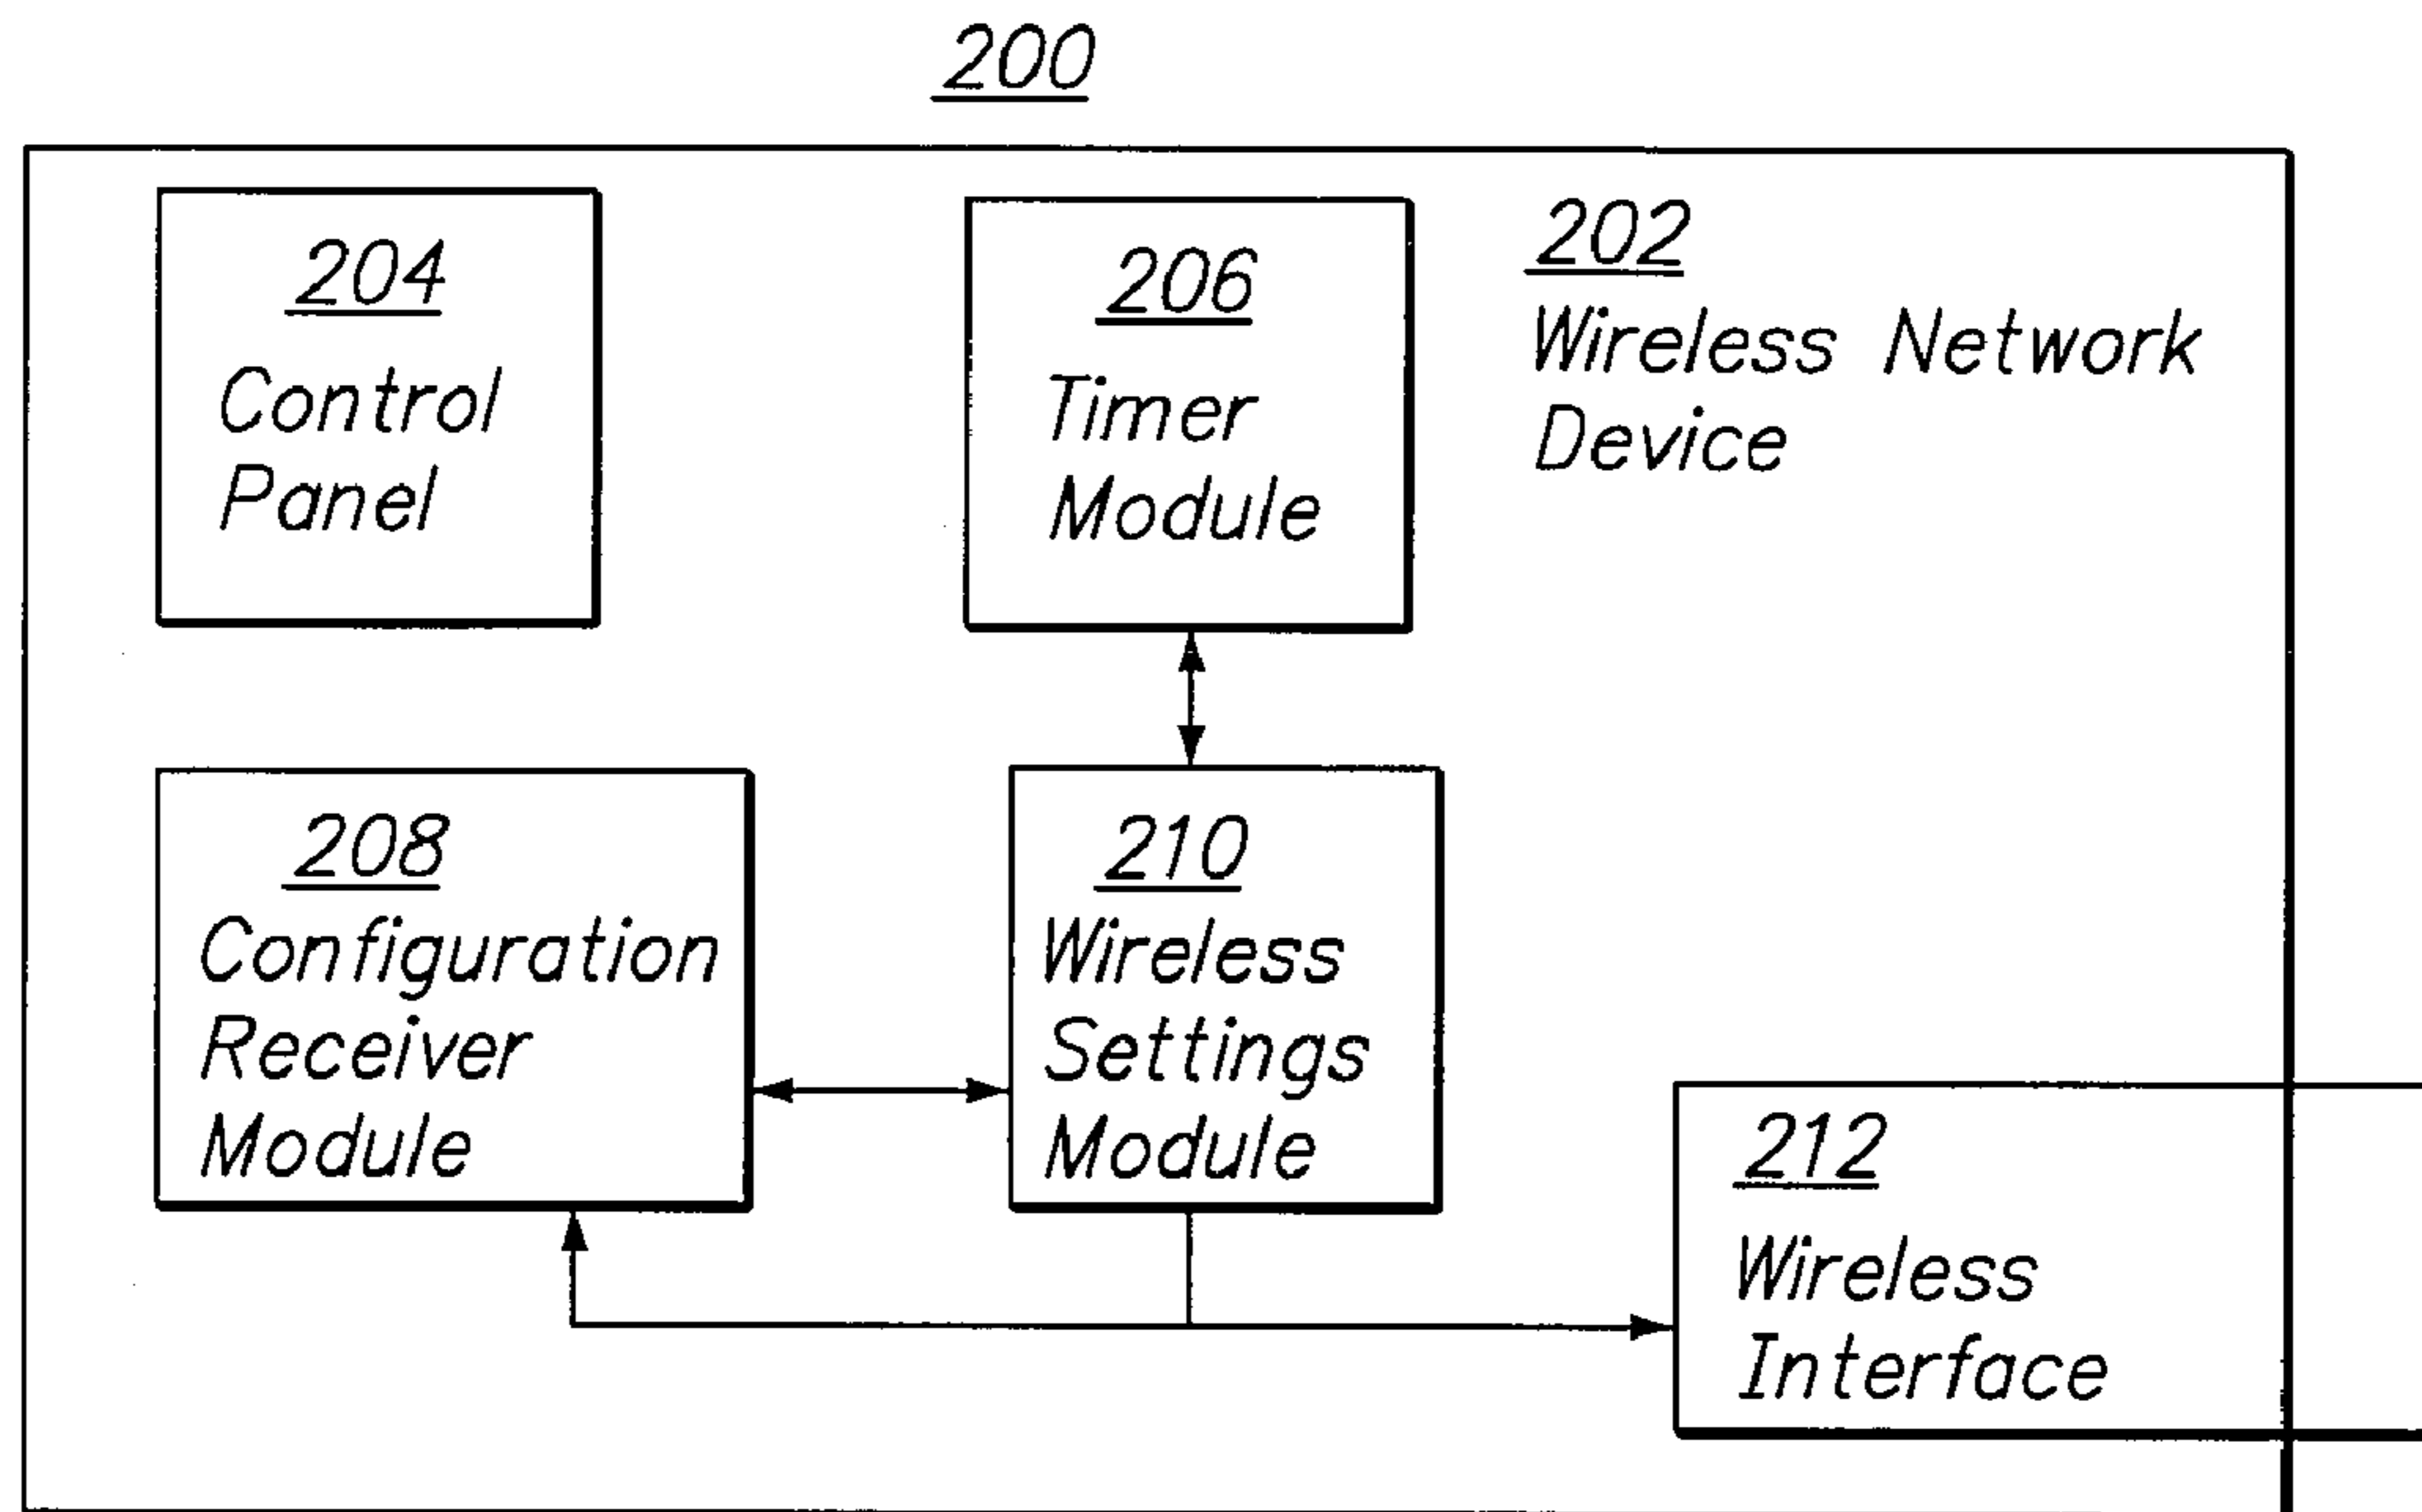 200
204
Control
Panel
206
Timer
Module
202
Wireless Network
Device
208
Configuration
Receiver
Module
210
Wireless
Settings
Module
212
Wireless
Interface